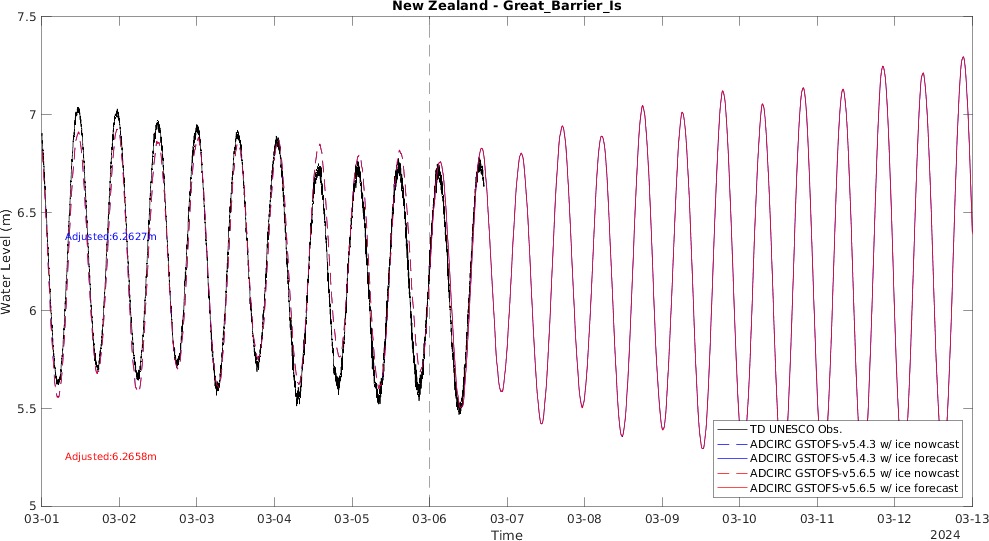 New Zealand - Great_Barrier_Is
7.5
7
6.5
6
5.5
5
Water Level (m)
Adjusted:6.2627m
Adjusted:6.2658m
TD UNESCO Obs.
ADCIRC GSTOFS-v5.4.3 w/ ice nowcast
ADCIRC GSTOFS-v5.4.3 w/ ice forecast
ADCIRC GSTOFS-v5.6.5 w/ ice nowcast
ADCIRC GSTOFS-v5.6.5 w/ ice forecast
03-01 03-02 03-03 03-04 03-05 03-06 03-07 03-08 03-09 03-10 03-11 03-12 03-13
Time
2024